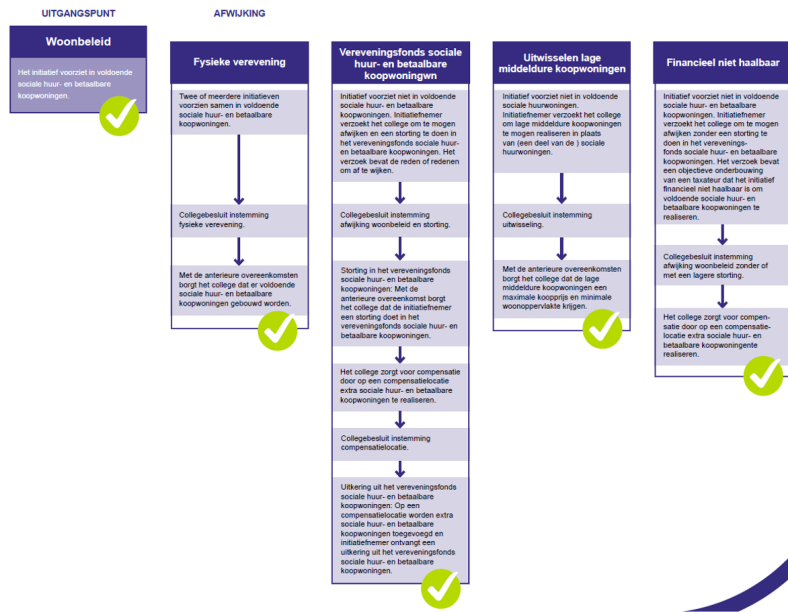 UITGANGSPUNT
AFWIJKING
Woonbeleid
Het initiatief voorziet in voldoende
sociale huur- en betaalbare
koopwoningen.
Fysieke verevening
Twee of meerdere initiatieven
voorzien samen in voldoende
sociale huur- en betaalbare
koopwoningen.
Collegebesluit instemming
fysieke verevening.
Met de anterieure overeenkomsten
borgt het college dat er voldoende
sociale huur- en betaalbare
koopwoningen gebouwd worden.
Vereveningsfonds sociale
huur- en betaalbare
koopwoningwn
Initiatief voorziet niet in voldoende
sociale huur- en betaalbare
koopwoningen. Initiatiefnemer
verzoekt het college om te mogen
afwijken en een storting te doen in
het vereveningsfonds sociale huur-
en betaalbare koopwoningen. Het
verzoek bevat de reden of redenen
om af te wijken.
Collegebesluit instemming
afwijking woonbeleid en storting.
Storting in het vereveningsfonds
sociale huur- en betaalbare
koopwoningen: Met de
anterieure overeenkomst borgt
het college dat de initiatiefnemer
een storting doet in het
vereveningsfonds sociale huur- en
betaalbare koopwoningen.
Het college zorgt voor compensatie
door op een compensatielocatie
extra sociale huur- en betaalbare
koopwoningen te realiseren.
Collegebesluit instemming
compensatielocatie.
Uitkering uit het vereveningsfonds
sociale huur- en betaalbare
koopwoningen: Op een
compensatielocatie worden extra
sociale huur- en betaalbare
koopwoningen toegevoegd en
initiatiefnemer ontvangt een
uitkering uit het vereveningsfonds
sociale huur- en betaalbare
koopwoningen.
Uitwisselen lage
middeldure koopwoningen
Initiatief voorziet niet in voldoende
sociale huurwoningen.
Initiatiefnemer verzoekt het college
om lage middeldure koopwoningen
te mogen realiseren in plaats
van (een deel van de ) sociale
huurwoningen.
Collegebesluit instemming
uitwisseling.
Met de anterieure overeenkomsten
borgt het college dat de lage
middeldure koopwoningen een
maximale koopprijs en minimale
woonoppervlakte krijgen.
Financieel niet haalbaar
Initiatief voorziet niet in voldoende
sociale huur- en betaalbare
koopwoningen. Initiatiefnemer
verzoekt het college om te mogen
afwijken zonder een storting te
doen in het verevenings-
fonds sociale huur- en betaalbare
koopwoningen. Het verzoek bevat
een objectieve onderbouwing
van een taxateur dat het initiatief
financieel niet haalbaar is om
voldoende sociale huur- en
betaalbare koopwoningen te
realiseren.
Collegebesluit instemming
afwijking woonbeleid zonder of
met een lagere storting.
Het college zorgt voor compen-
satie door op een compensatie-
locatie extra sociale huur- en
betaalbare koopwoningente
realiseren.